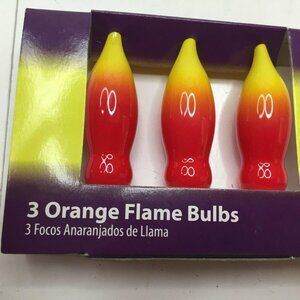 3 Orange Flame Bulbs
3 Focos Anaranjados de Llama